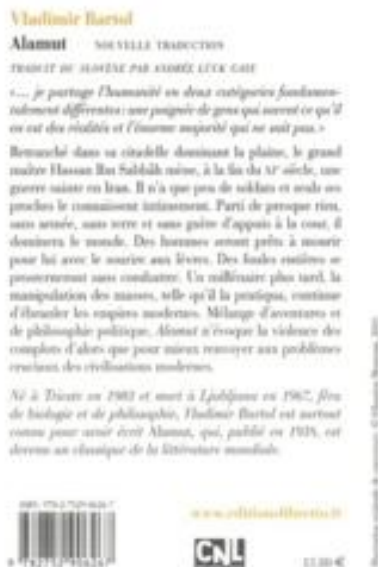 Vladimir Bartol
Alamut NOUVELLE TRADUCTION
TRADUIT DU SLOVÈNE PAR ANDRÉE LÜCK GAYE
«... je partage l'humanité en deux catégories fondamen-
talement différentes : une poignée de gens qui savent ce qu'il
en est des réalités et l'énorme majorité qui ne sait pas.»
Retranché dans sa citadelle dominant la plaine, le grand
maître Hassan Ibn Sabbâh mène, à la fin du XIe siècle, une
guerre sainte en Iran. Il n'a que peu de soldats et seuls ses
proches le connaissent intimement. Parti de presque rien,
sans armée, sans terre et sans guère d'appuis à la cour, il
dominera le monde. Des hommes seront prêts à mourir
pour lui avec le sourire aux lèvres. Des foules entières se
prosterneront sans combattre. Un millénaire plus tard, la
manipulation des masses, telle qu'il la pratiqua, continue
d'ébranler les empires modernes. Mélange d'aventures et
de philosophie politique, Alamut n'évoque la violence des
complots d'alors que pour mieux renvoyer aux problèmes
cruciaux des civilisations modernes.
Né à Trieste en 1903 et mort à Ljubljana en 1967, féru
de biologie et de philosophie, Vladimir Bartol est surtout
connu pour avoir écrit Alamut, qui, publié en 1938, est
devenu un classique de la littérature mondiale.
www.editionslibretto.fr
CNL